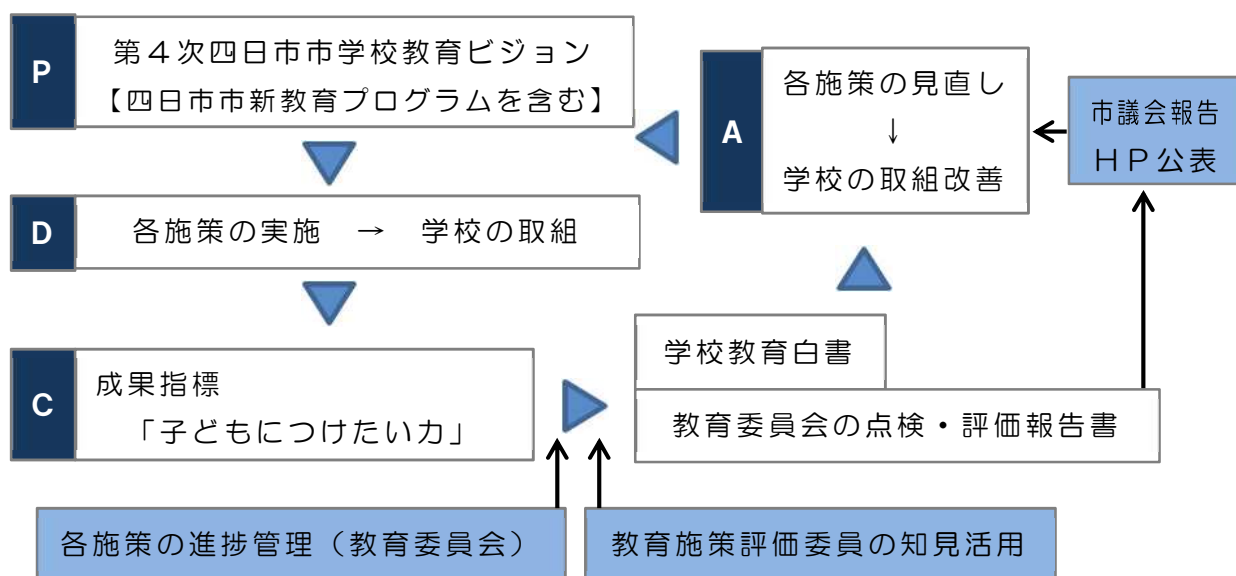 P
第４次四日市市学校教育ビジョン
【四日市市新教育プログラムを含む】
D
各施策の実施　→　学校の取組
C
成果指標
「子どもにつけたい力」
各施策の進捗管理（教育委員会）
教育施策評価委員の知見活用
学校教育白書
教育委員会の点検・評価報告書
A
各施策の見直し
↓
学校の取組改善
市議会報告
ＨＰ公表